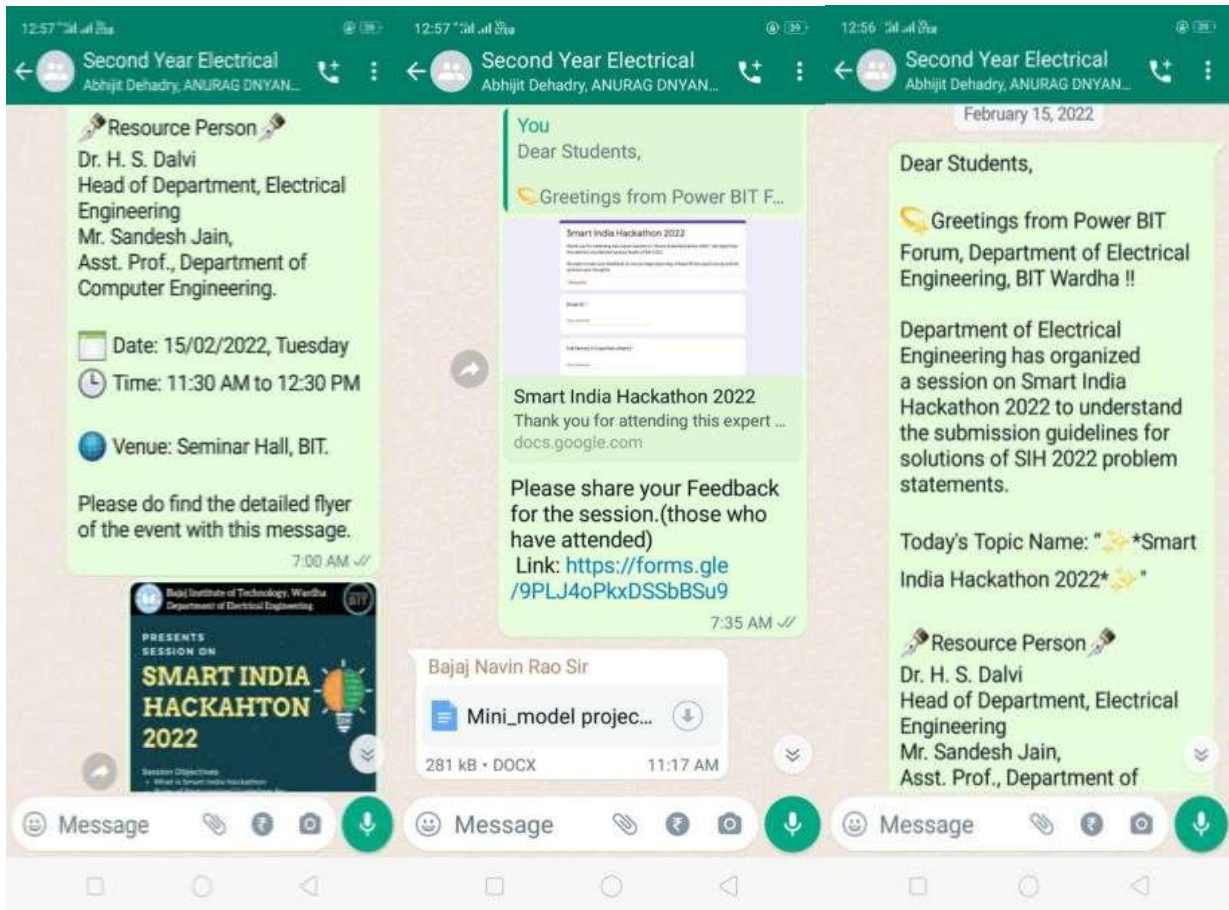 12:57
39
Second Year Electrical
Abhijit Dehadry, ANURAG DNYAN...
Resource Person
Dr. H. S. Dalvi
Head of Department, Electrical
Engineering
Mr. Sandesh Jain,
Asst. Prof., Department of
Computer Engineering.
Date: 15/02/2022, Tuesday
Time: 11:30 AM to 12:30 PM
Venue: Seminar Hall, BIT.
Please do find the detailed flyer
of the event with this message.
7:00 AM
Bajaj Institute of Technology, Wardha
Department of Electrical Engineering
BIT
PRESENTS
SESSION ON
SMART INDIA
HACKAHTON
2022
Session Objectives
Message
12:57
39
Second Year Electrical
Abhijit Dehadry, ANURAG DNYAN...
You
Dear Students,
Greetings from Power BIT F...
Smart India Hackathon 2022
Smart India Hackathon 2022
Thank you for attending this expert ...
docs.google.com
Please share your Feedback
for the session.(those who
have attended)
Link: https://forms.gle
/9PLJ4oPkxDSSbBSu9
7:35 AM
Bajaj Navin Rao Sir
Mini_model projec...
281 kB • DOCX
11:17 AM
Message
12:56
39
Second Year Electrical
Abhijit Dehadry, ANURAG DNYAN...
February 15, 2022
Dear Students,
Greetings from Power BIT
Forum, Department of Electrical
Engineering, BIT Wardha !!
Department of Electrical
Engineering has organized
a session on Smart India
Hackathon 2022 to understand
the submission guidelines for
solutions of SIH 2022 problem
statements.
Today's Topic Name: "*Smart
India Hackathon 2022*"
Resource Person
Dr. H. S. Dalvi
Head of Department, Electrical
Engineering
Mr. Sandesh Jain,
Asst. Prof., Department of
Message